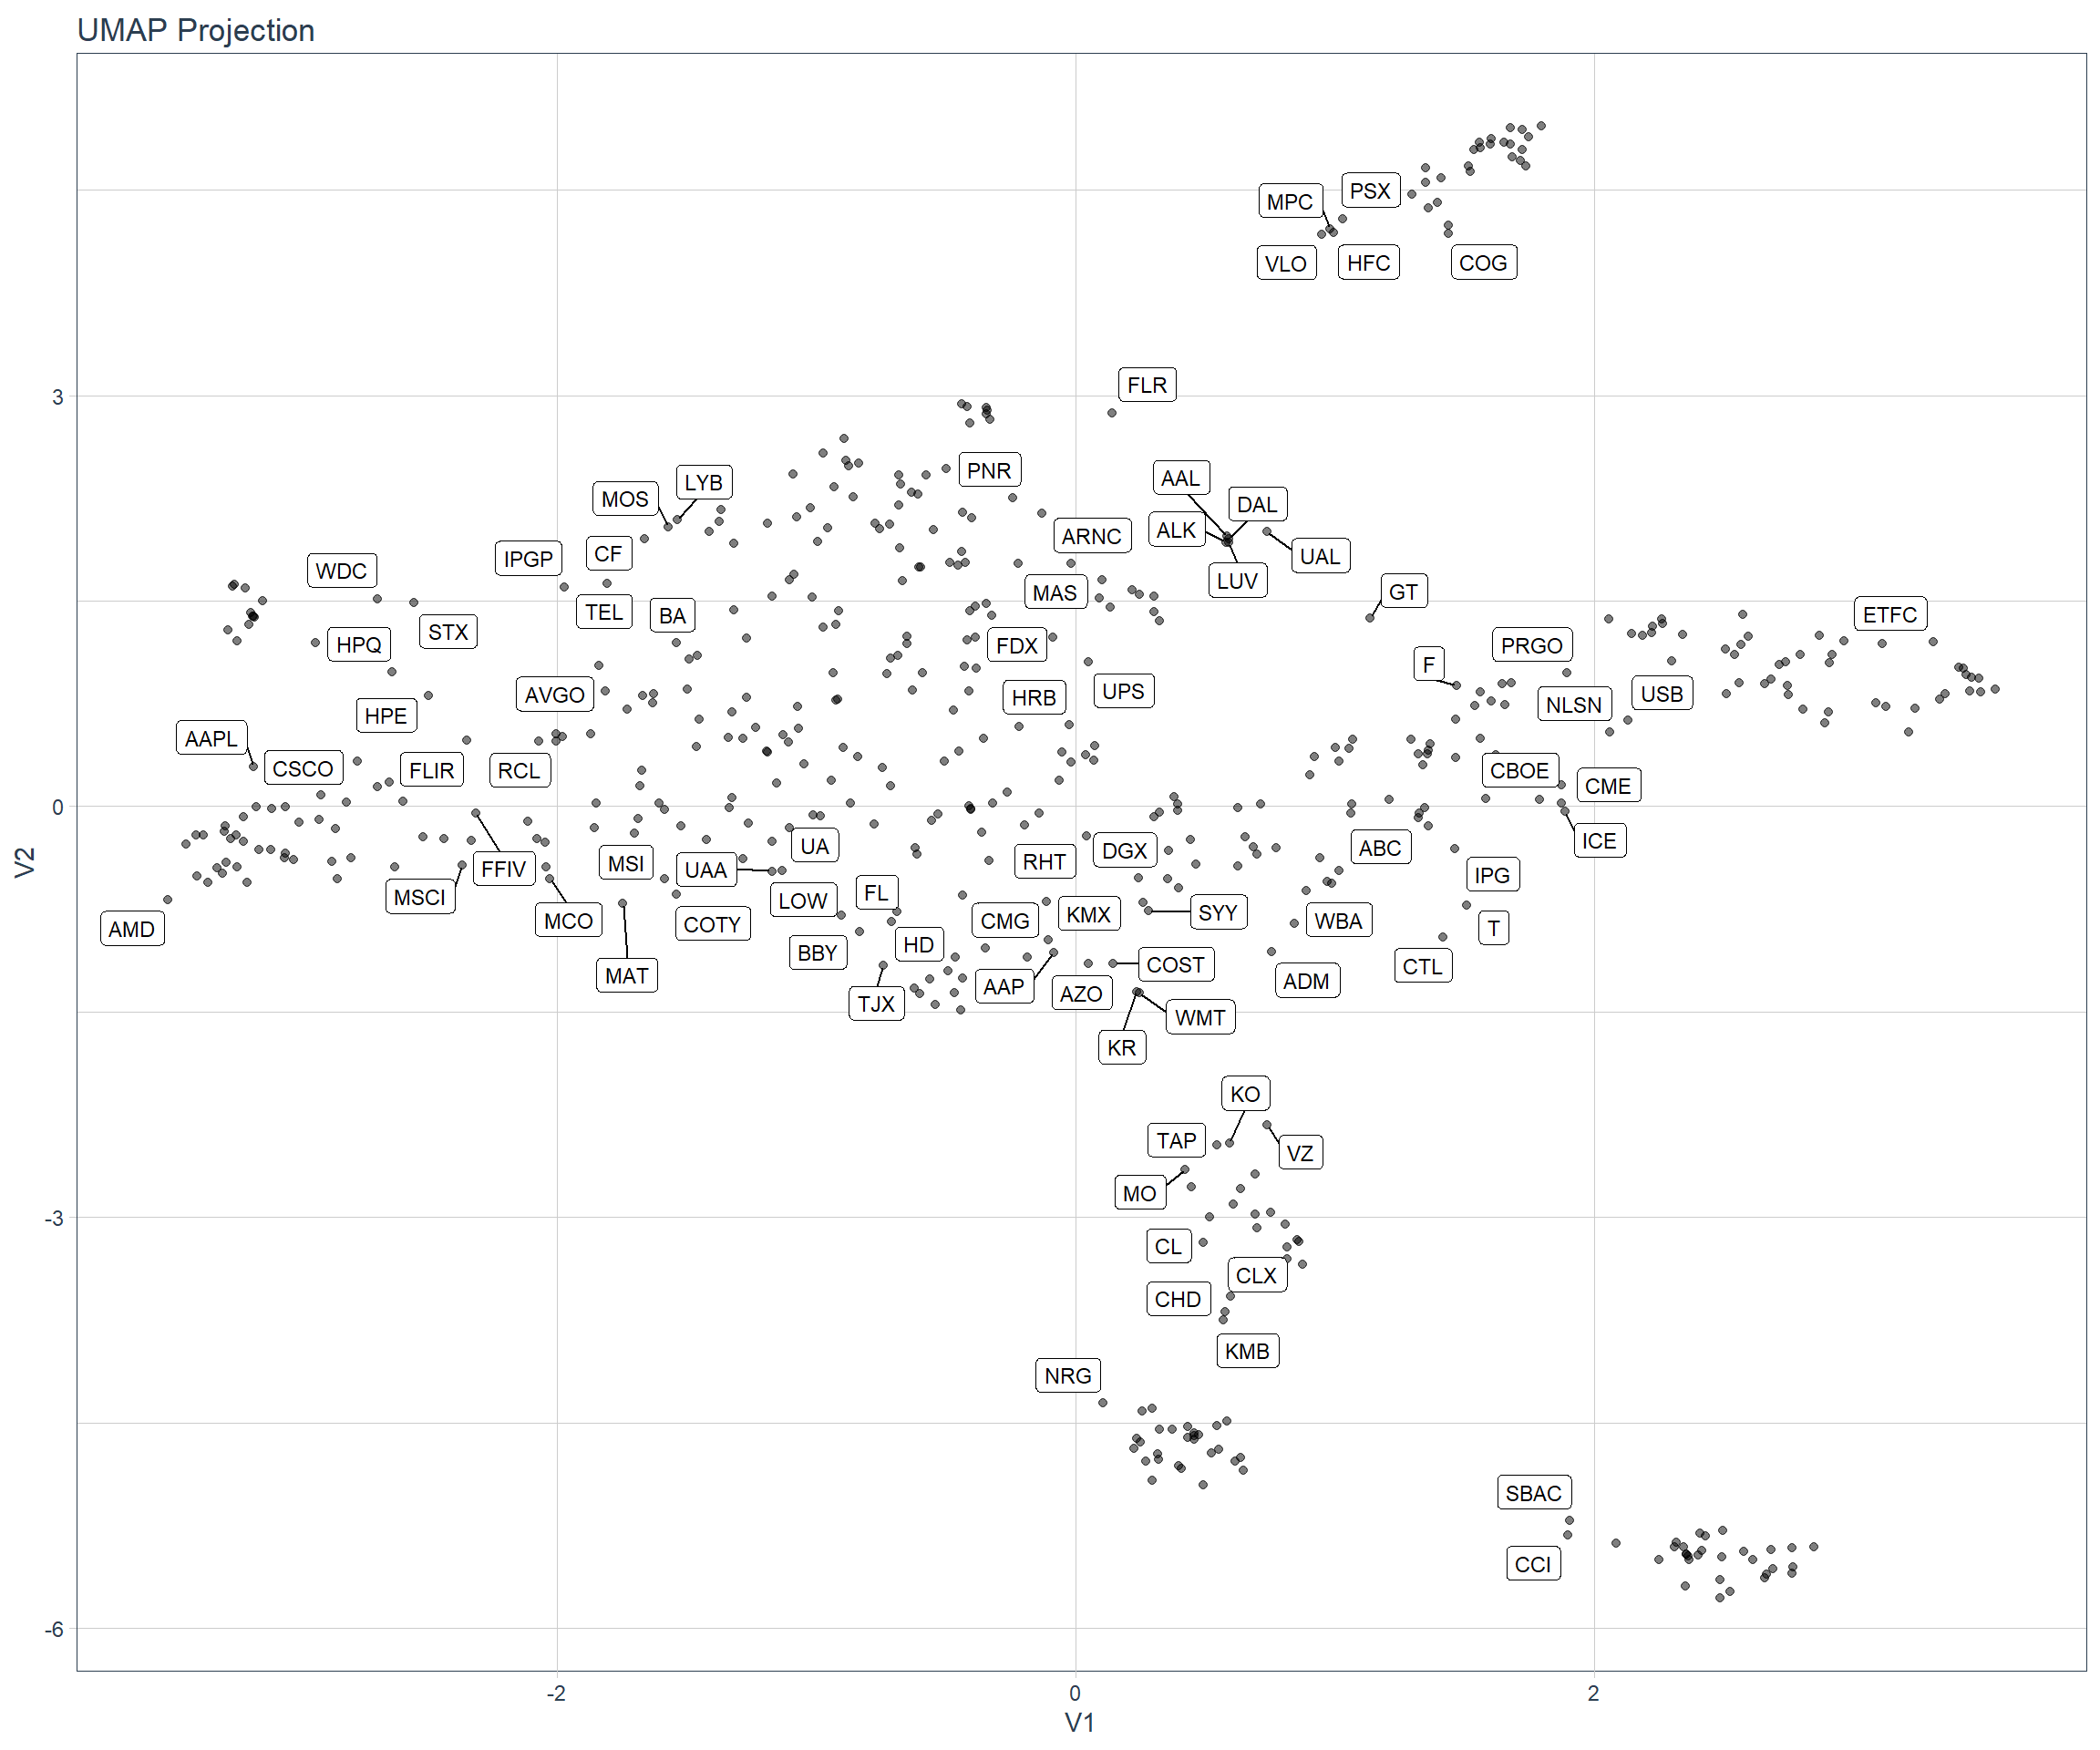 UMAP Projection
MPC
PSX
VLO
HFC
COG
3
FLR
PNR
AAL
LYB
MOS
DAL
ALK
ARNC
CF
IPGP
UAL
WDC
LUV
MAS
GT
TEL
BA
ETFC
STX
HPQ
FDX
PRGO
F
UPS
USB
AVGO
HRB
NLSN
HPE
AAPL
CSCO
FLIR
RCL
CBOE
CME
0
ICE
UA
ABC
DGX
V2
RHT
MSI
FFIV
UAA
IPG
FL
MSCI
LOW
SYY
KMX
MCO
CMG
WBA
COTY
T
AMD
HD
BBY
COST
CTL
MAT
ADM
AAP
AZO
TJX
WMT
KR
KO
TAP
VZ
MO
-3
CL
CLX
CHD
KMB
NRG
SBAC
CCI
-6
-2
0
2
V1